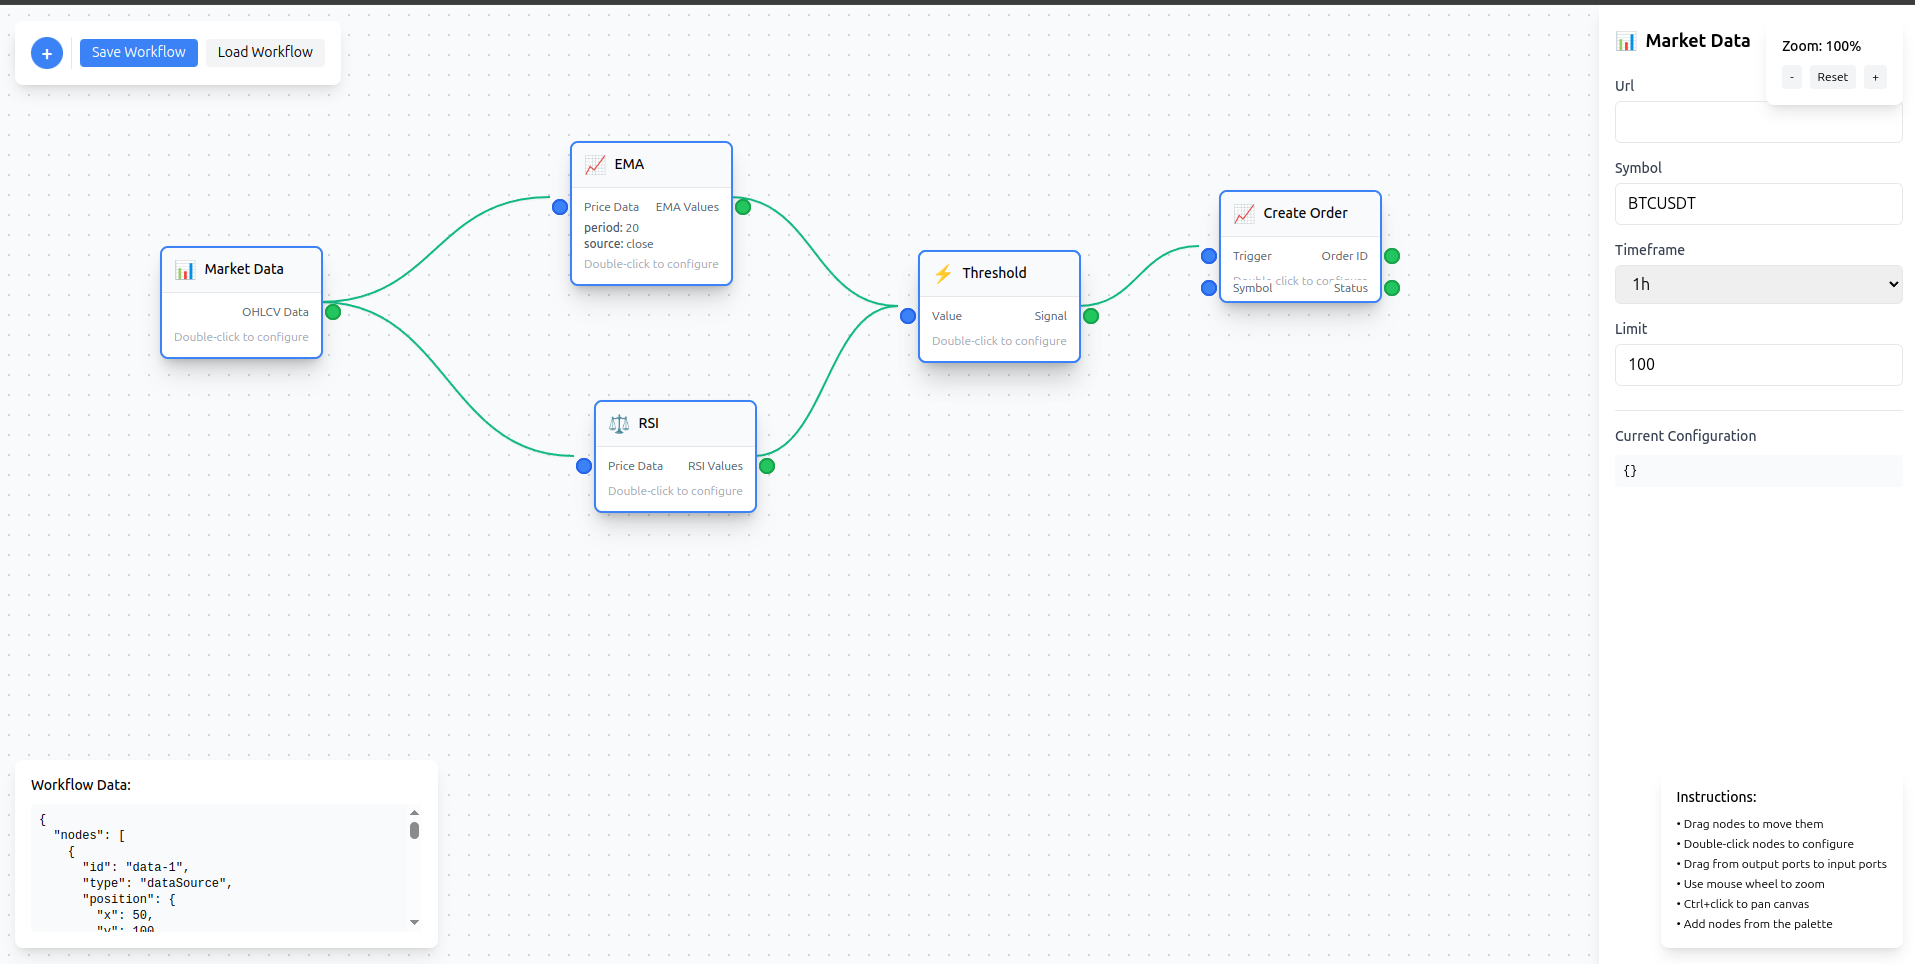 +
Save Workflow
Load Workflow
EMA
Price Data EMA Values
period: 20
source: close
Double-click to configure
Market Data
OHLCV Data
Double-click to configure
RSI
Price Data RSI Values
Double-click to configure
Threshold
Value Signal
Double-click to configure
Create Order
Trigger Order ID
Symbol Status
Workflow Data:
{
"nodes": [
{
"id": "data-1",
"type": "dataSource",
"position": {
"x": 50,
"y": 100
Market Data
Zoom: 100%
- Reset +
Url
Symbol
BTCUSDT
Timeframe
1h
Limit
100
Current Configuration
{}
Instructions:
• Drag nodes to move them
• Double-click nodes to configure
• Drag from output ports to input ports
• Use mouse wheel to zoom
• Ctrl+click to pan canvas
• Add nodes from the palette